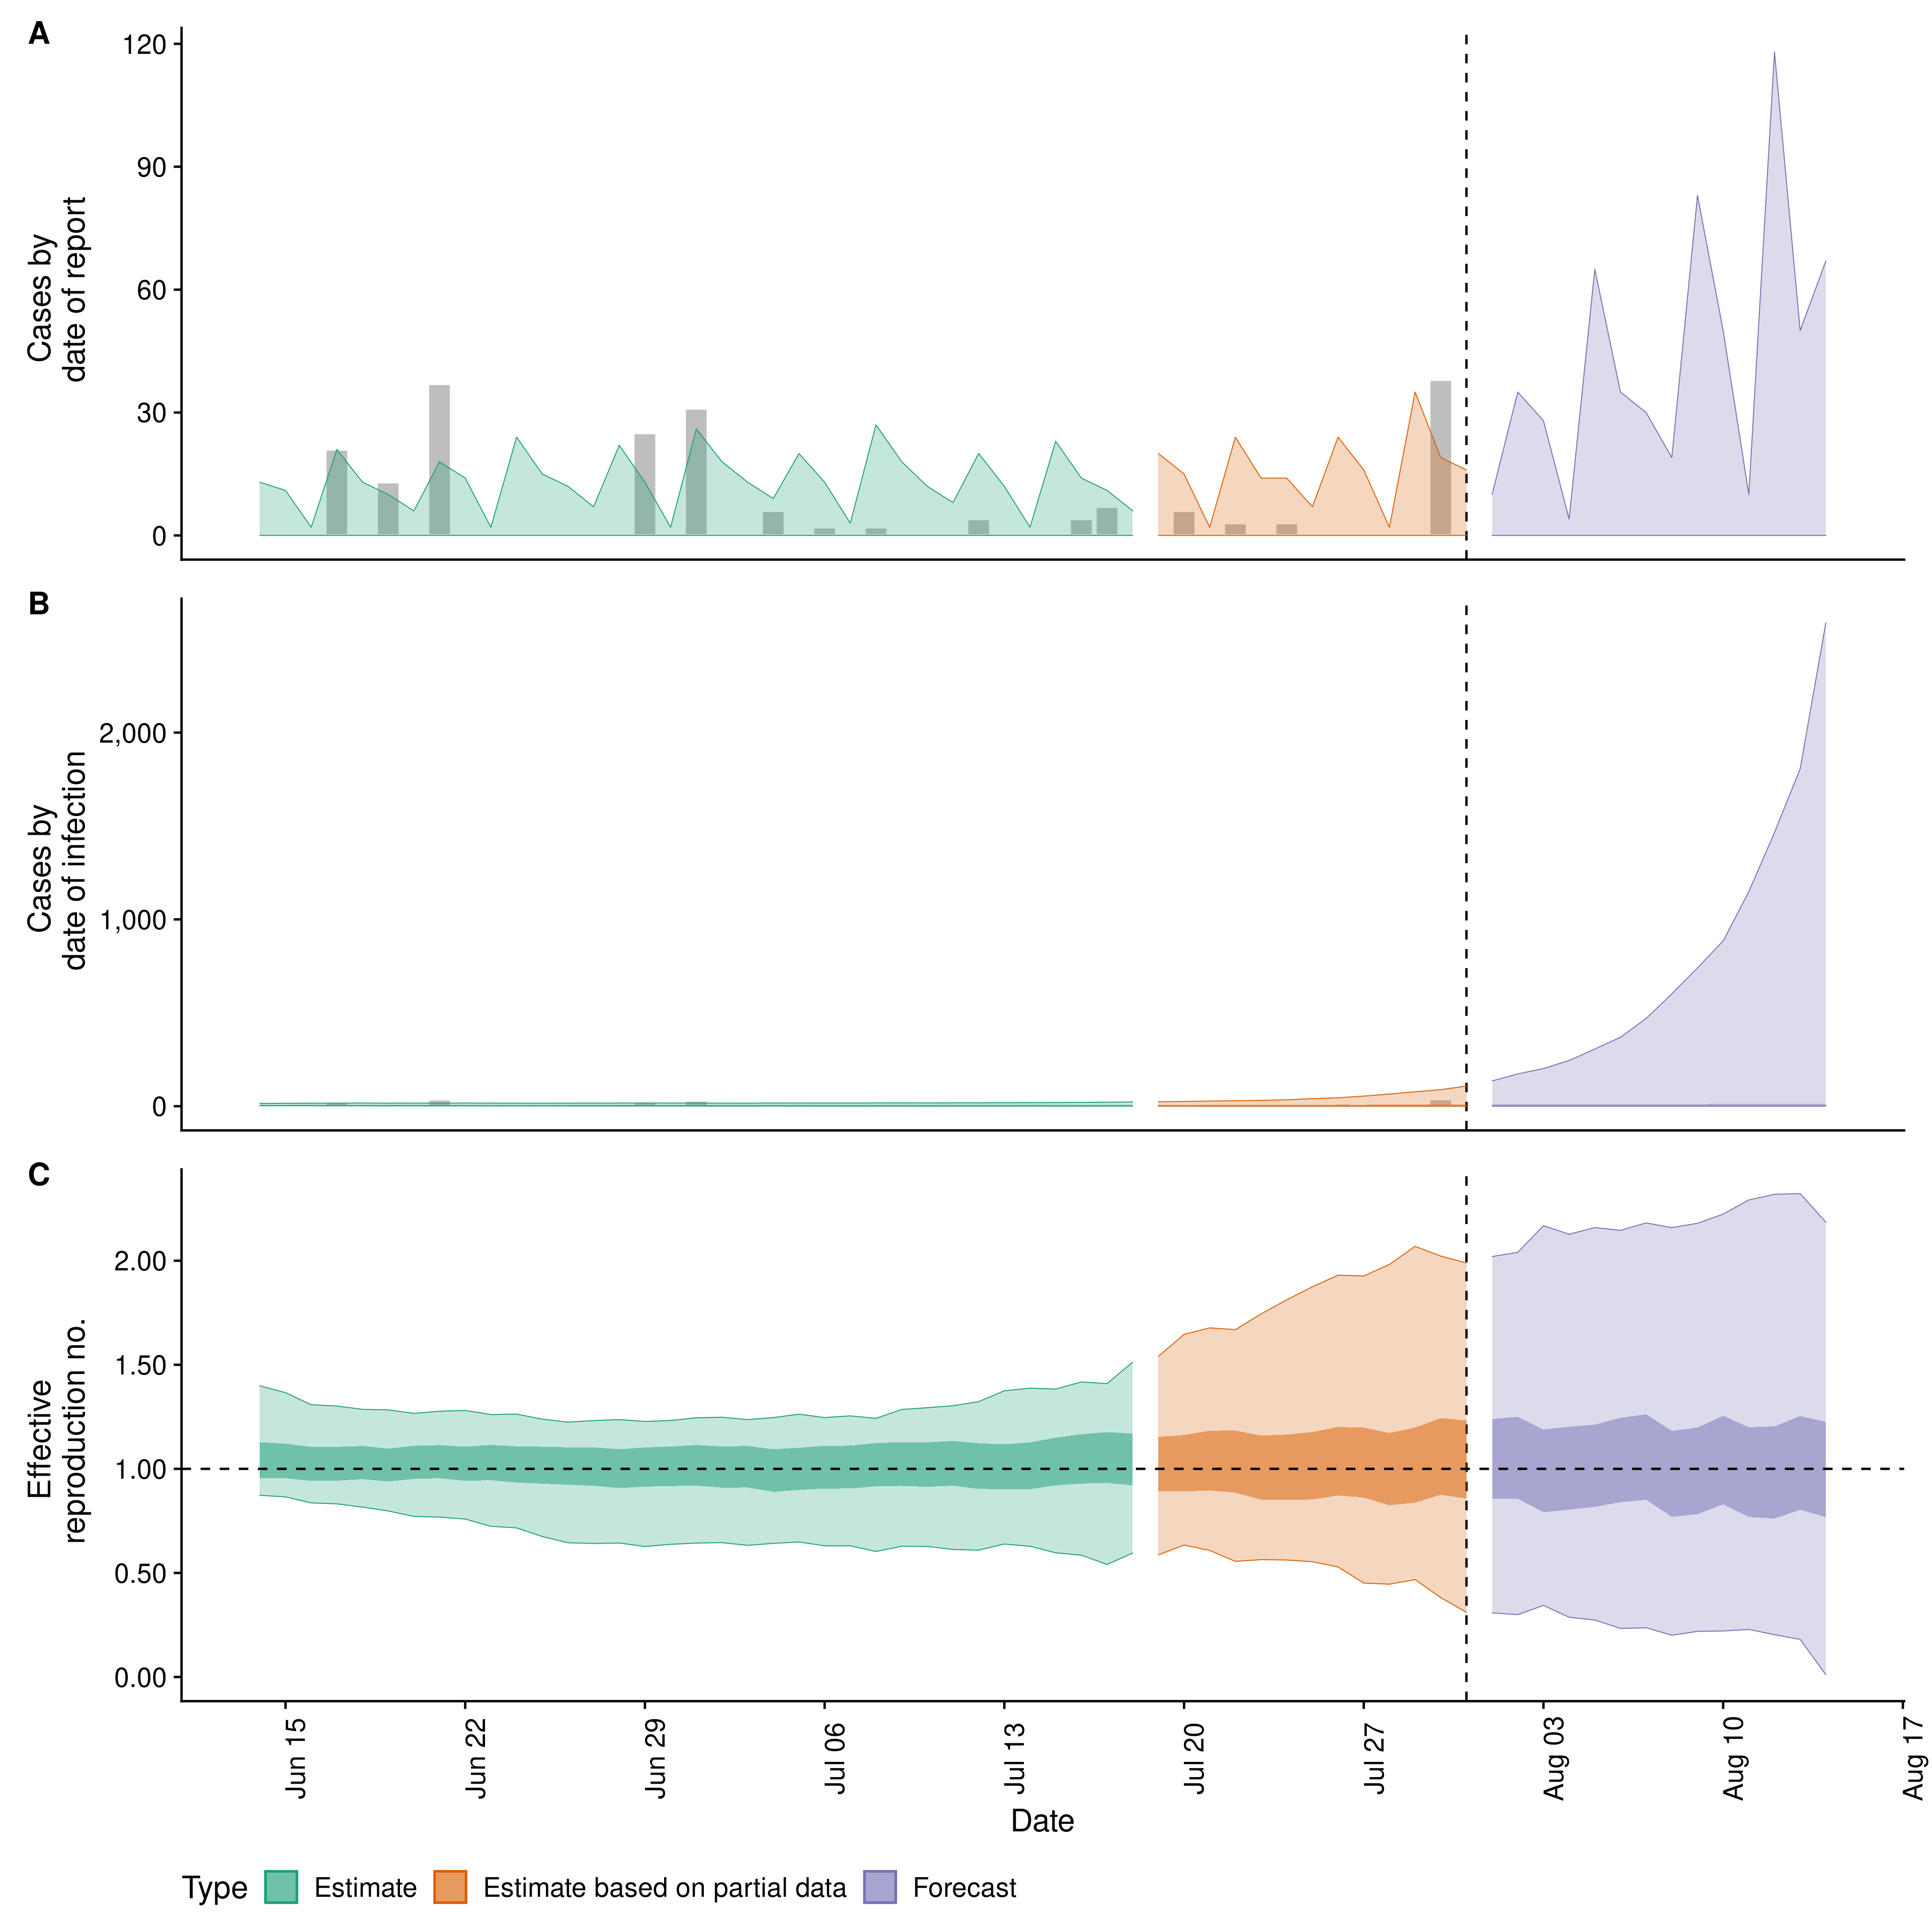 A
120
90
60
30
0
Cases by
date of report
B
2,000
1,000
0
Cases by
date of infection
C
2.00
1.50
1.00
0.50
0.00
Effective
reproduction no.
Jun 15
Jun 22
Jun 29
Jul 06
Jul 13
Jul 20
Jul 27
Aug 03
Aug 10
Aug 17
Date
Type
Estimate
Estimate based on partial data
Forecast